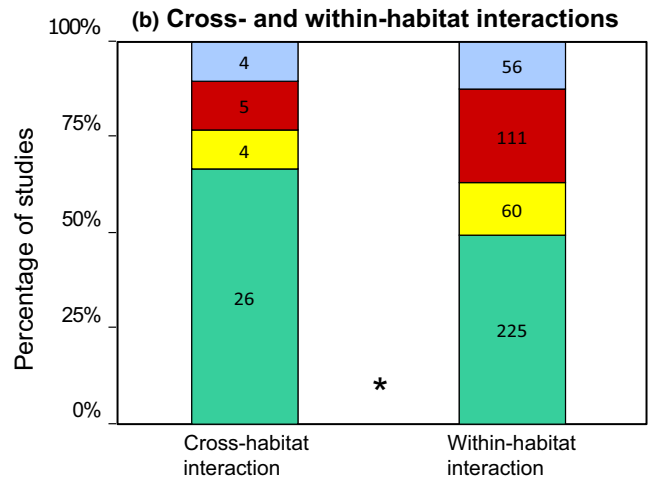 (b) Cross- and within-habitat interactions
Percentage of studies
100%
75%
50%
25%
0%
4
5
4
26
56
111
60
225
*
Cross-habitat
interaction
Within-habitat
interaction